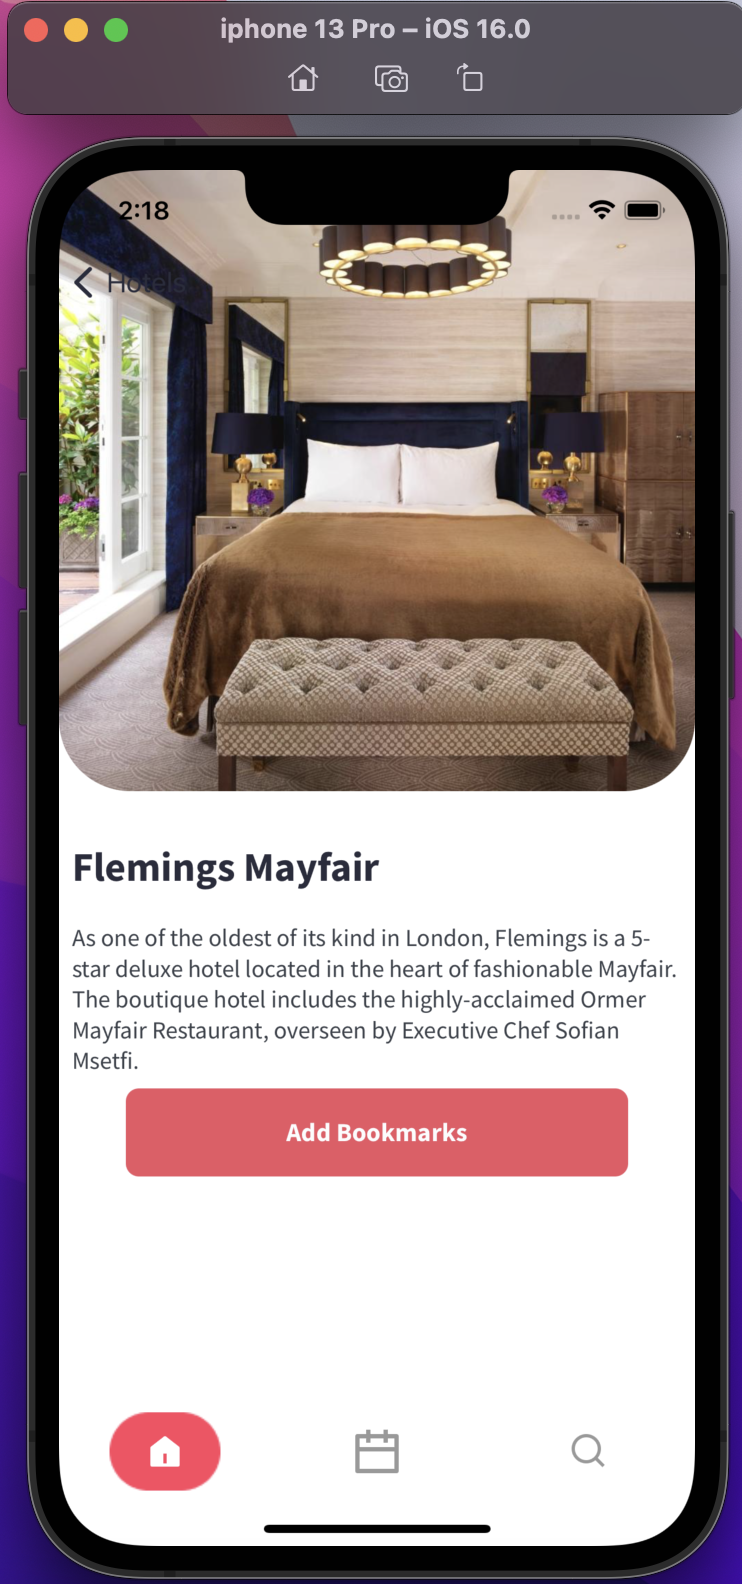 iphone 13 Pro – iOS 16.0
2:18
Hotels
Flemings Mayfair
As one of the oldest of its kind in London, Flemings is a 5-
star deluxe hotel located in the heart of fashionable Mayfair.
The boutique hotel includes the highly-acclaimed Ormer
Mayfair Restaurant, overseen by Executive Chef Sofian
Msetfi.
Add Bookmarks